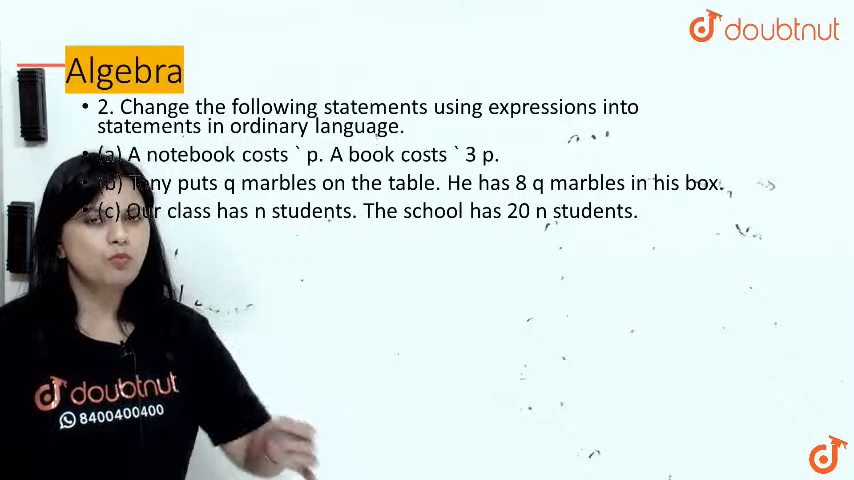 doubtnut
Algebra
• 2. Change the following statements using expressions into
statements in ordinary language.
• (a) A notebook costs ` p. A book costs ` 3 p.
• (b) Tony puts q marbles on the table. He has 8 q marbles in his box.
• (c) Our class has n students. The school has 20 n students.
doubtnut
8400400400